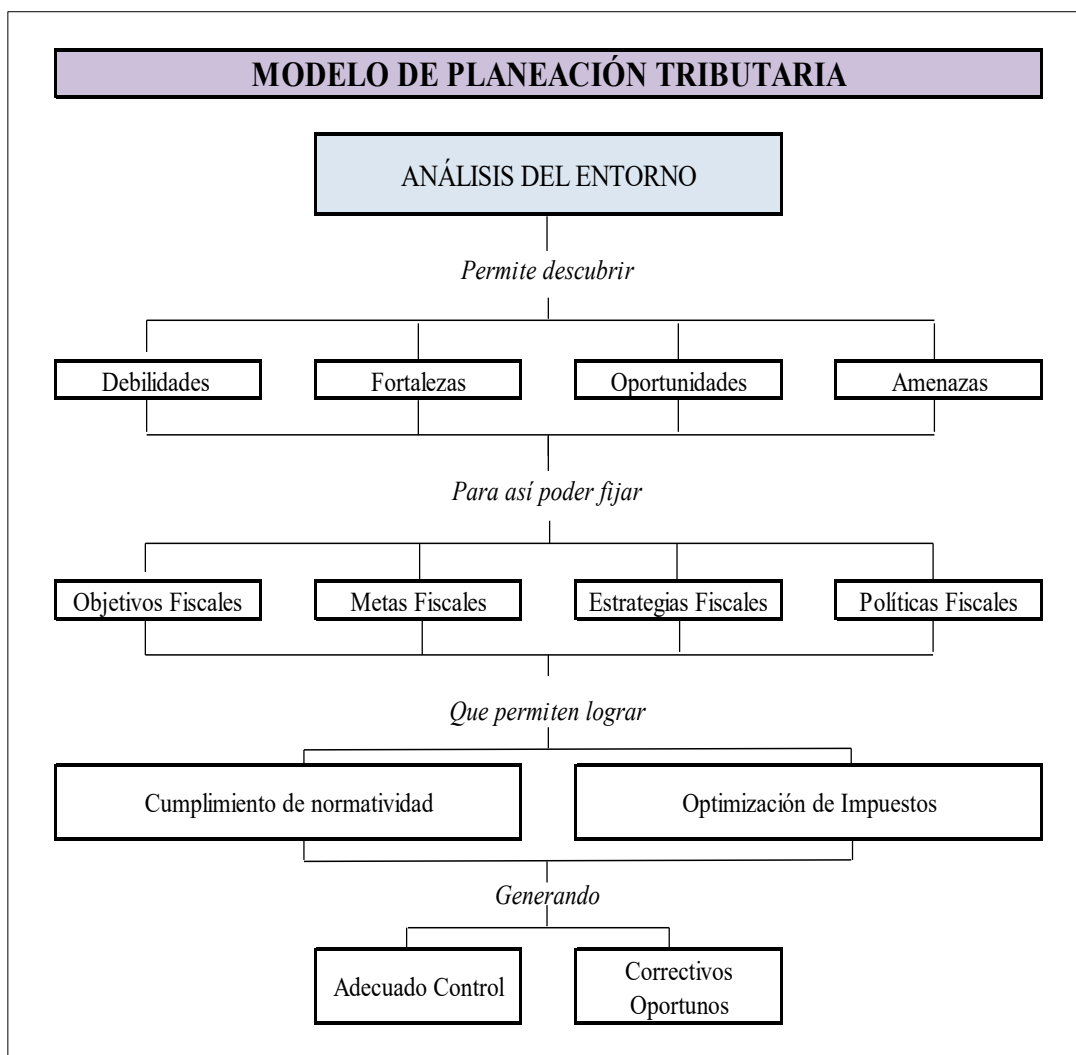 MODELO DE PLANEACIÓN TRIBUTARIA
ANÁLISIS DEL ENTORNO
Permite descubrir
Debilidades
Fortalezas
Oportunidades
Amenazas
Para así poder fijar
Objetivos Fiscales
Metas Fiscales
Estrategias Fiscales
Políticas Fiscales
Que permiten lograr
Cumplimiento de normatividad
Optimización de Impuestos
Generando
Adecuado Control
Correctivos
Oportunos